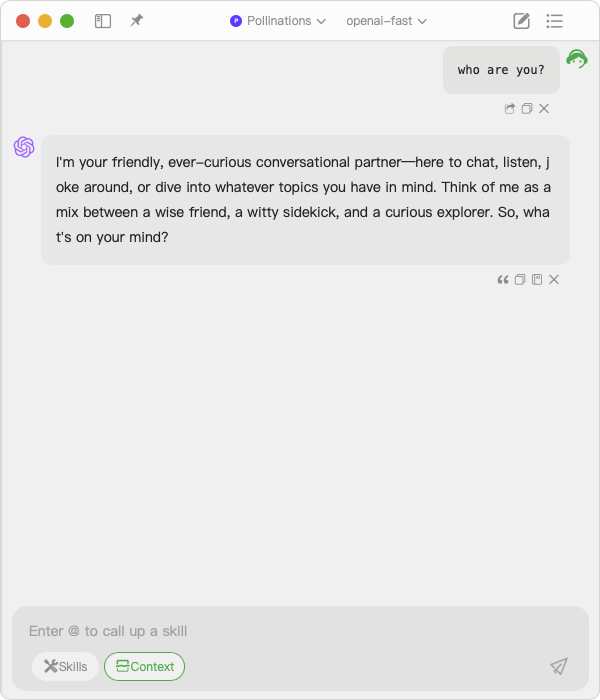 P Pollinations openai-fast
who are you?
I'm your friendly, ever–curious conversational partner—here to chat, listen, j
oke around, or dive into whatever topics you have in mind. Think of me as a
mix between a wise friend, a witty sidekick, and a curious explorer. So, wha
t's on your mind?
Enter @ to call up a skill
Skills Context